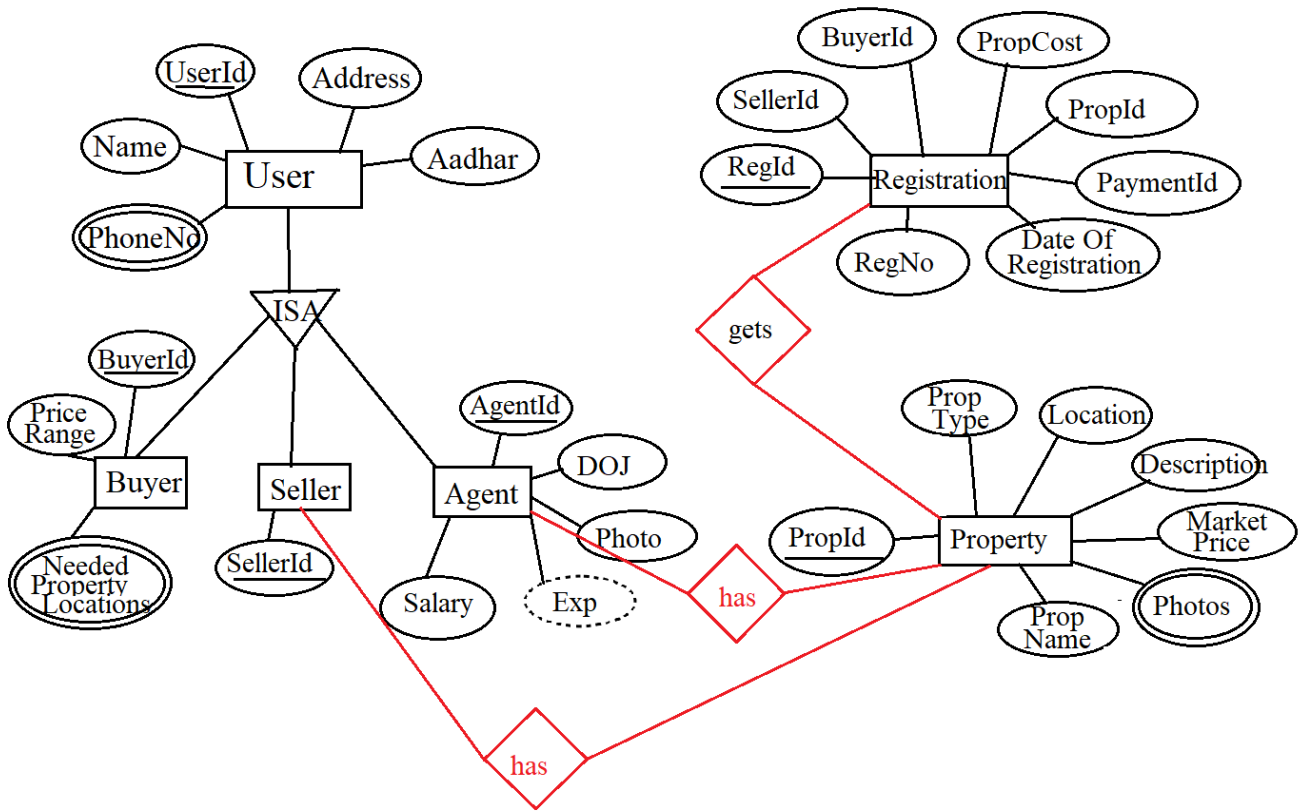 UserId
Address
Name
Aadhar
User
PhoneNo
ISA
BuyerId
Price
Range
Buyer
Needed
Property
Locations
Seller
SellerId
AgentId
DOJ
Agent
Photo
Salary
Exp
BuyerId
PropCost
SellerId
PropId
RegId
Registration
PaymentId
RegNo
Date Of
Registration
gets
Prop
Type
Location
Description
PropId
Property
Market
Price
Photos
Prop
Name
has
has